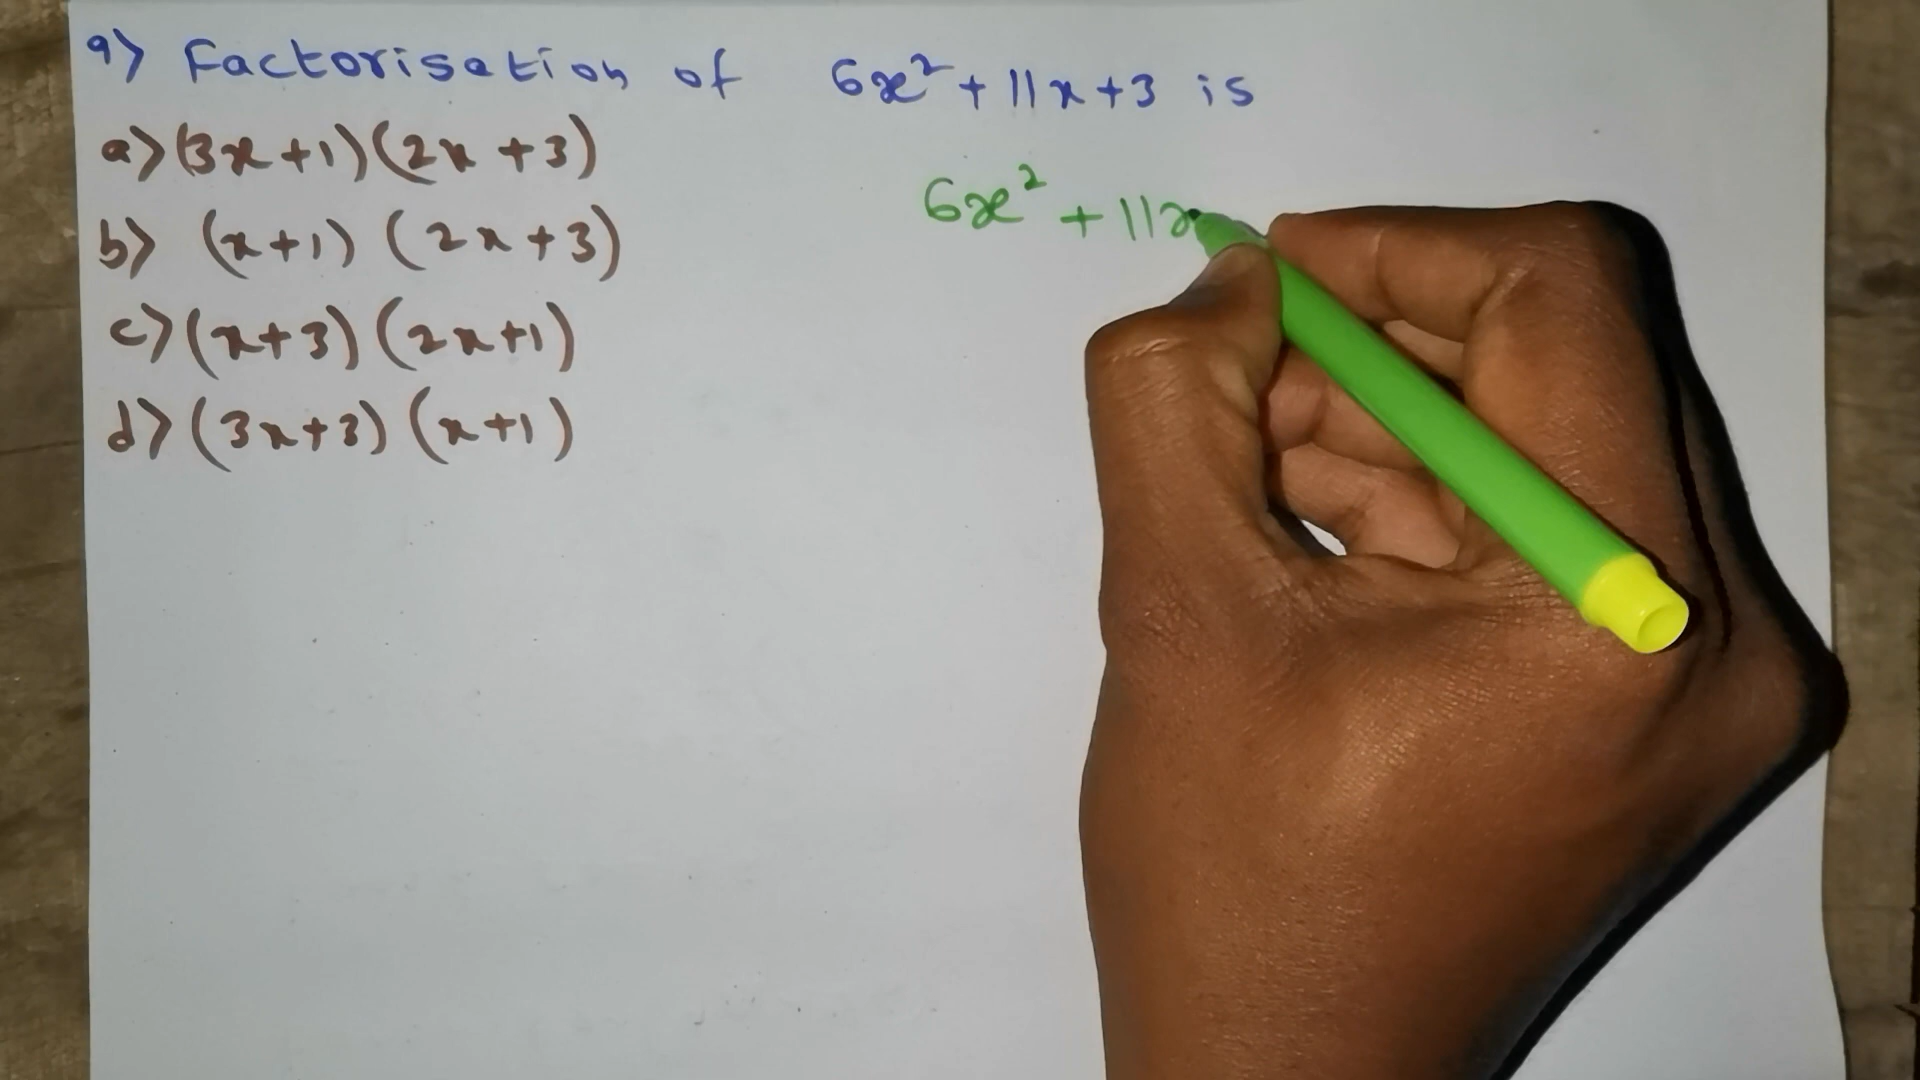 9) Factorisation of 6x² + 11x + 3 is
a) (3x + 1) (2x + 3)
b) (x + 1) (2x + 3)
c) (x + 3) (2x + 1)
d) (3x + 3) (x + 1)
6x² + 11x